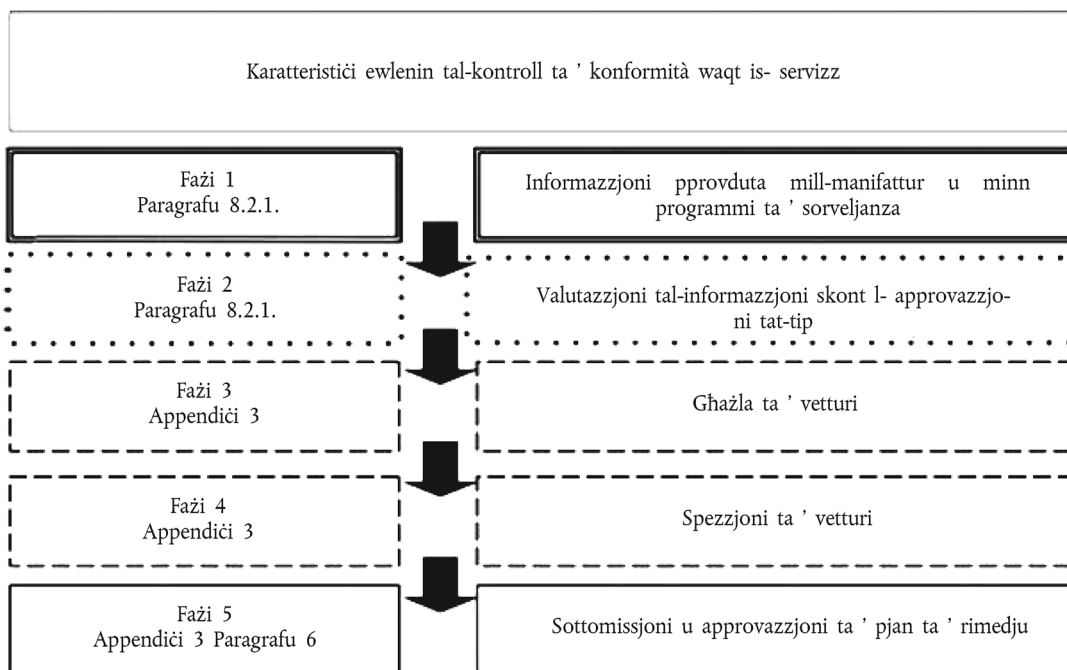 Karatteristiċi ewlenin tal-kontroll ta ’ konformità waqt is- servizz
Fażi 1
Paragrafu 8.2.1.
Informazzjoni pprovduta mill-manifattur u minn
programmi ta ’ sorveljanza
Fażi 2
Paragrafu 8.2.1.
Valutazzjoni tal-informazzjoni skont l- approvazzjo-
ni tat-tip
Fażi 3
Appendiċi 3
Għażla ta ’ vetturi
Fażi 4
Appendiċi 3
Spezzjoni ta ’ vetturi
Fażi 5
Appendiċi 3 Paragrafu 6
Sottomissjoni u approvazzjoni ta ’ pjan ta ’ rimedju